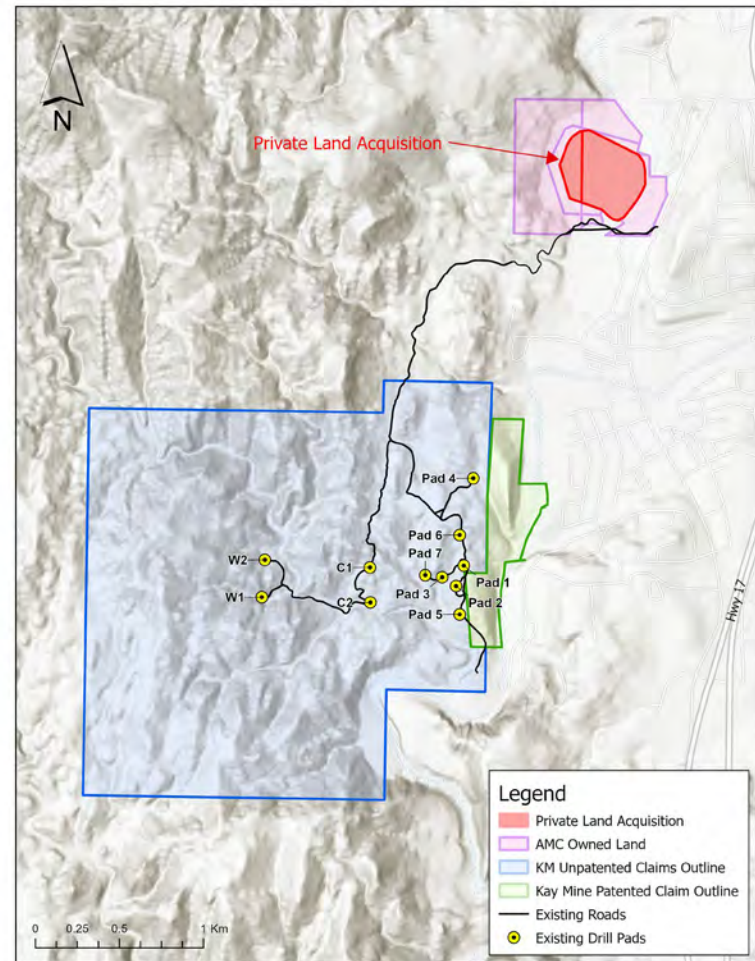 N
Private Land Acquisition
Pad 4
Pad 6
Pad 7
W2
C1
Pad 1
Pad 3
W1
C2
Pad 2
Pad 5
Hwy 17
Legend
Private Land Acquisition
AMC Owned Land
KM Unpatented Claims Outline
Kay Mine Patented Claim Outline
Existing Roads
Existing Drill Pads
0 0.25 0.5 1 Km